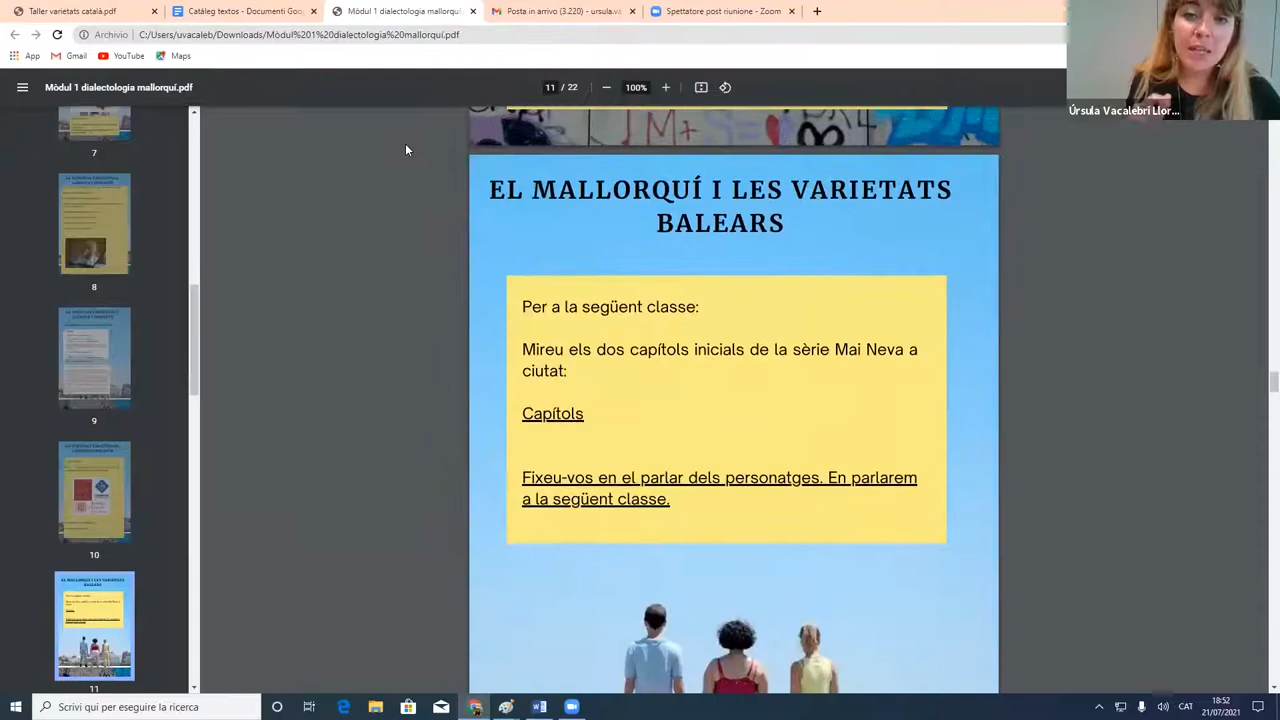 Taller varietats català.pdf
Catàleg textos - Documenti Goog
Mòdul 1 dialectologia mallorquí.p
Posta in arrivo (3.220) - ursula.va
Spettatore post riunione - Zoom
Archivio
C:/Users/uvacaleb/Downloads/Mòdul%201%20dialectologia%20mallorquí.pdf
App
Gmail
YouTube
Maps
Mòdul 1 dialectologia mallorquí.pdf
11 / 22
100%
Úrsula Vacalebri Llor...
7
8
9
10
11
EL MALLORQUÍ I LES VARIETATS
BALEARS
Per a la següent classe:
Mireu els dos capítols inicials de la sèrie Mai Neva a
ciutat:
Capítols
Fixeu-vos en el parlar dels personatges. En parlarem
a la següent classe.
Scrivi qui per eseguire la ricerca
CAT
18:52
21/07/2021